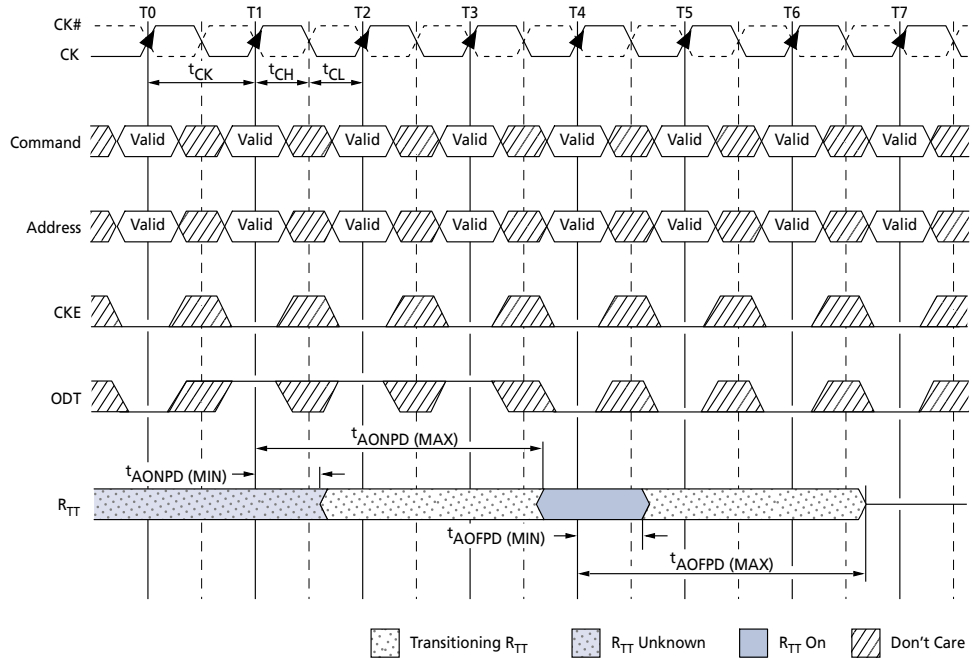 T0 T1 T2 T3 T4 T5 T6 T7
CK#
CK
tCK tCH tCL
Command Valid Valid Valid Valid Valid Valid Valid Valid
Address Valid Valid Valid Valid Valid Valid Valid Valid
CKE
ODT
tAONPD (MAX)
tAONPD (MIN)
RTT
tAOFPD (MIN)
tAOFPD (MAX)
Transitioning RTT RTT Unknown RTT On Don't Care